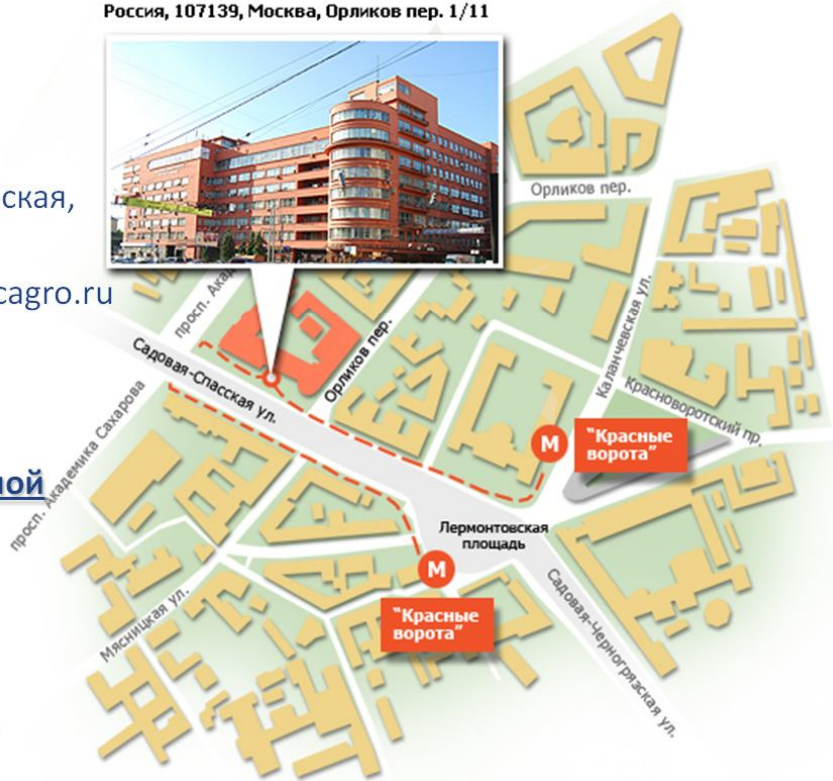 Россия, 107139, Москва, Орликов пер. 1/11
ская,
cagro.ru
ной
Орликов пер.
просп. Ака
Каланчевская ул.
Садовая-Спасская ул.
Орликов пер.
Красноворотский пр.
просп. Академика Сахарова
М
"Красные
ворота"
Лермонтовская
площадь
М
"Красные
ворота"
Мясницкая ул.
Садовая-Черногрязская ул.